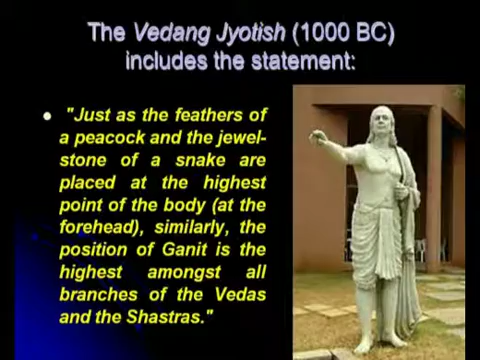 The Vedang Jyotish (1000 BC)
includes the statement:
"Just as the feathers of
a peacock and the jewel-
stone of a snake are
placed at the highest
point of the body (at the
forehead), similarly, the
position of Ganit is the
highest amongst all
branches of the Vedas
and the Shastras."